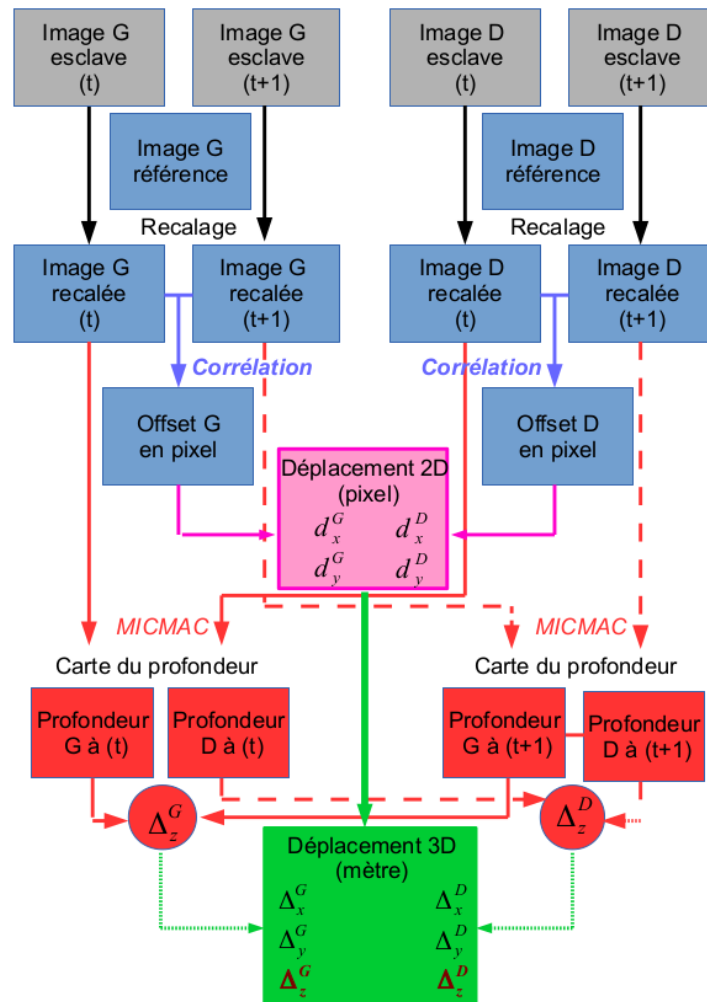 Image G
esclave
(t)
Image G
esclave
(t+1)
Image D
esclave
(t)
Image D
esclave
(t+1)
Image G
référence
Image D
référence
Recalage
Recalage
Image G
recalée
(t)
Image G
recalée
(t+1)
Image D
recalée
(t)
Image D
recalée
(t+1)
Corrélation
Corrélation
Offset G
en pixel
Offset D
en pixel
Déplacement 2D
(pixel)
d_x^G d_x^D
d_y^G d_y^D
MICMAC
MICMAC
Carte du profondeur
Carte du profondeur
Profondeur
G à (t)
Profondeur
D à (t)
Profondeur
G à (t+1)
Profondeur
D à (t+1)
Δ_z^G
Δ_z^D
Déplacement 3D
(mètre)
Δ_x^G Δ_x^D
Δ_y^G Δ_y^D
Δ_z^G Δ_z^D